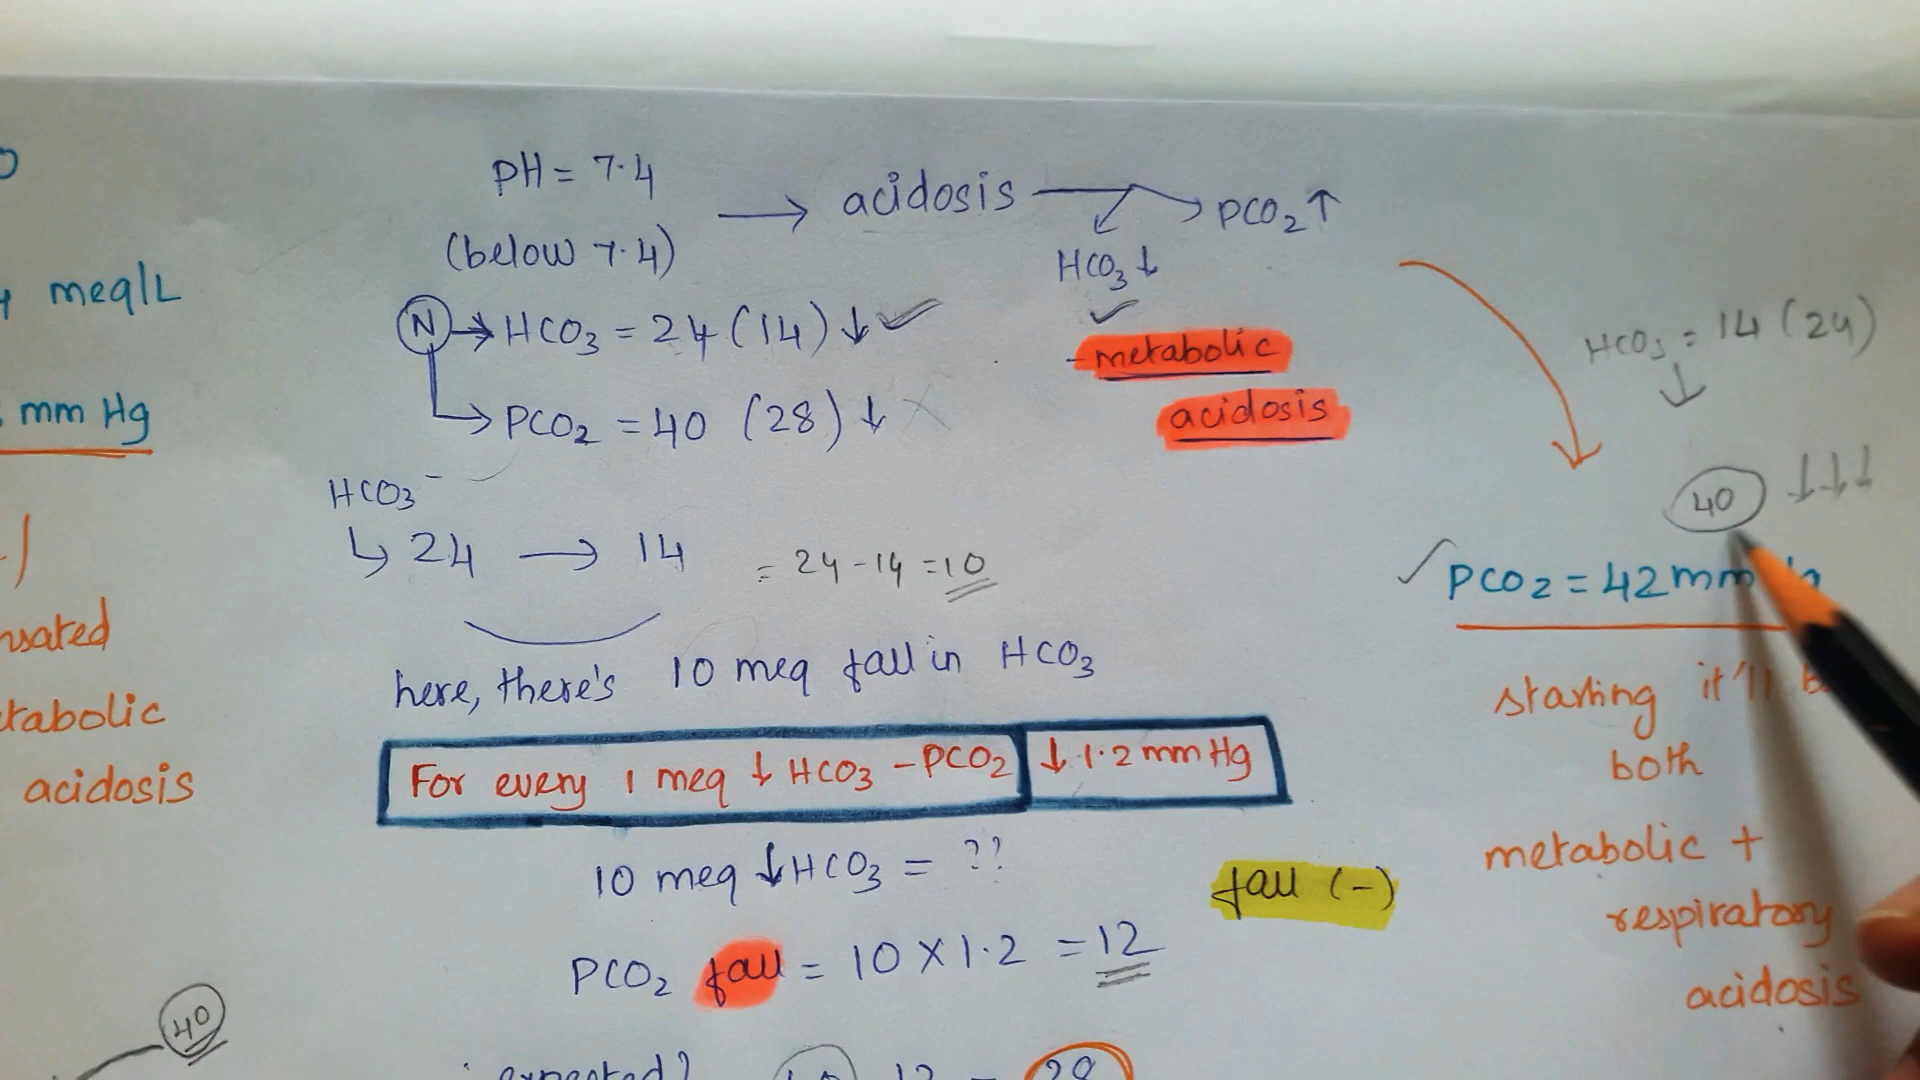 meq/L
mm Hg
acidosis
40
PH = 7.4
(below 7.4)
→ acidosis → PCO2 ↑
HCO3 ↓
N → HCO3 = 24 (14) ↓ ✓
metabolic
acidosis
→ PCO2 = 40 (28) ↓ X
HCO3⁻
↳ 24 → 14 = 24-14 = 10
here, there's 10 meq fall in HCO3
For every 1 meq ↓ HCO3 - PCO2 ↓ 1.2 mm Hg
10 meq ↓ HCO3 = ??
fall (-)
PCO2 fall = 10 X 1.2 = 12
expected?
HCO3 = 14 (24)
↓
40 ↓↓↓
✓ PCO2 = 42 mm
starting it'll
both
metabolic +
respiratory
acidosis